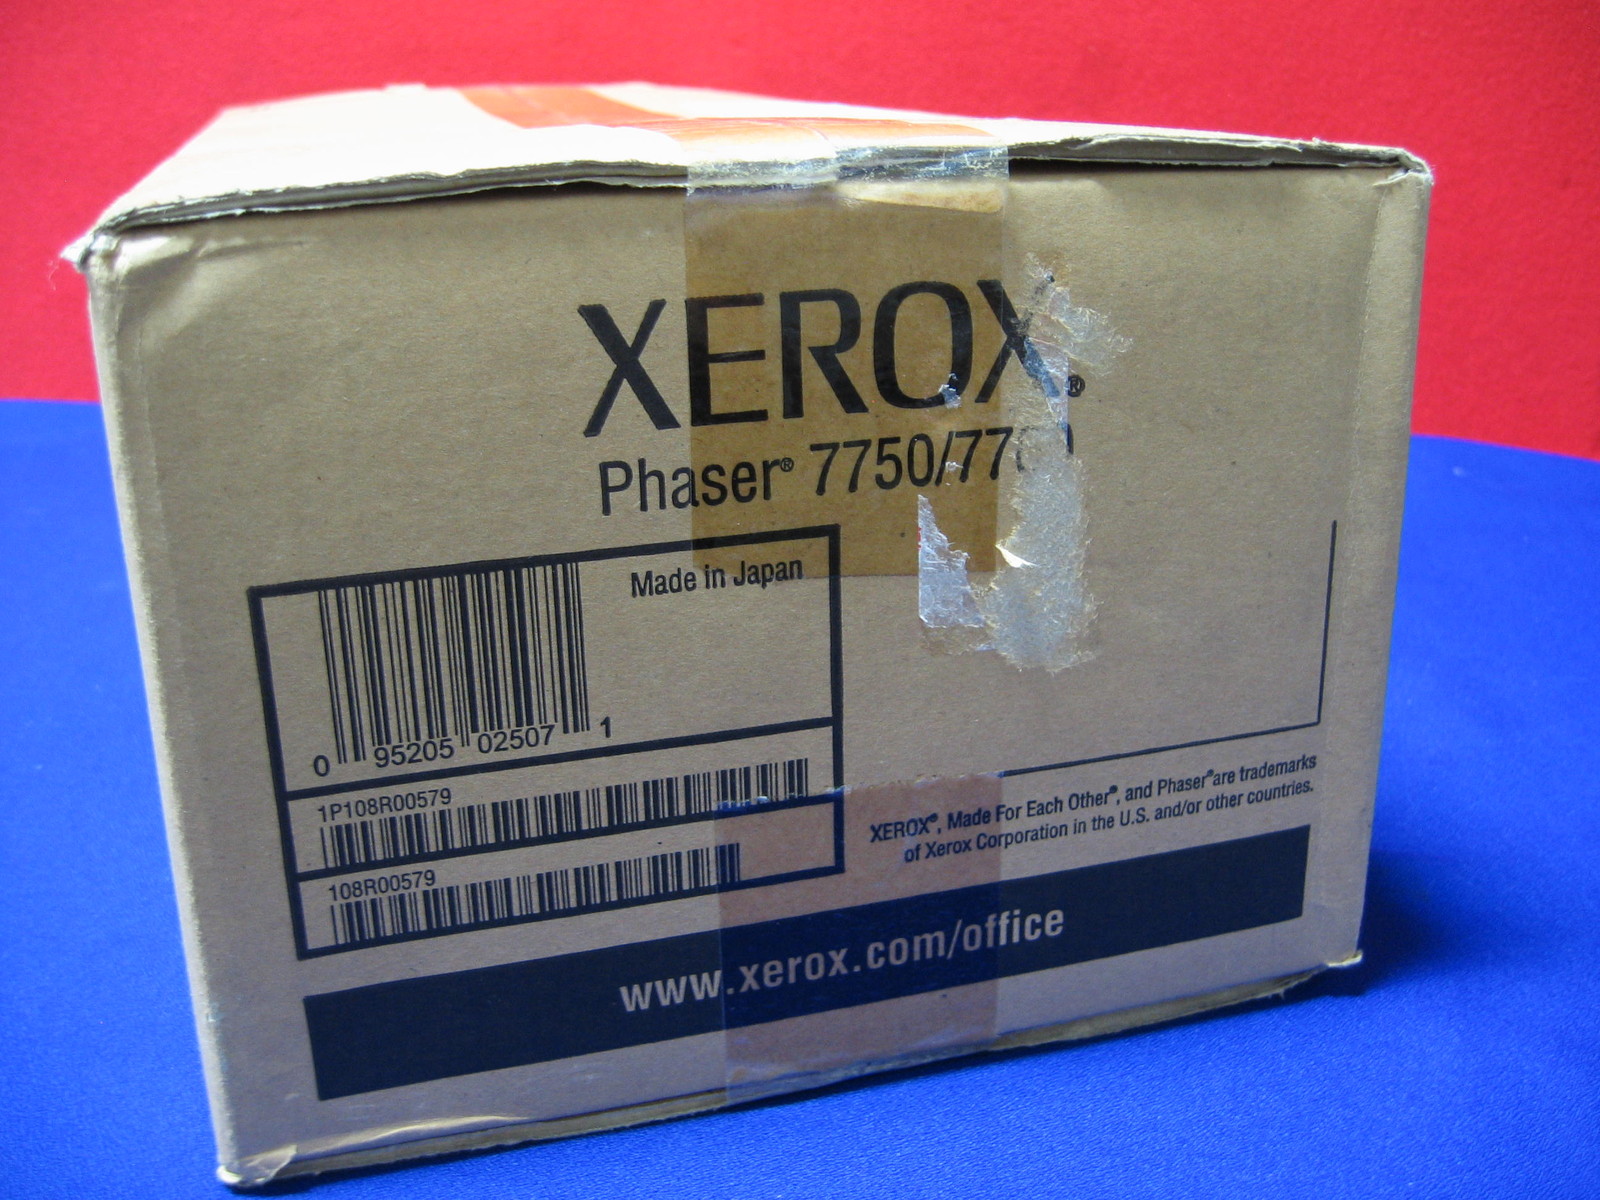 XEROX®
Phaser® 7750/77
Made in Japan
0 95205 02507 1
1P108R00579
108R00579
XEROX®, Made For Each Other®, and Phaser® are trademarks
of Xerox Corporation in the U.S. and/or other countries.
www.xerox.com/office